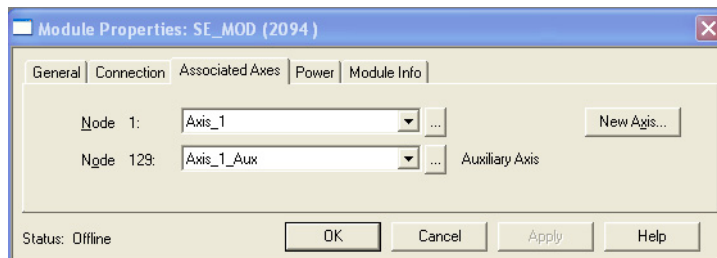 Module Properties: SE_MOD (2094 )
General Connection Associated Axes Power Module Info
Node 1: Axis_1 ... New Axis...
Node 129: Axis_1_Aux ... Auxiliary Axis
Status: Offline OK Cancel Apply Help